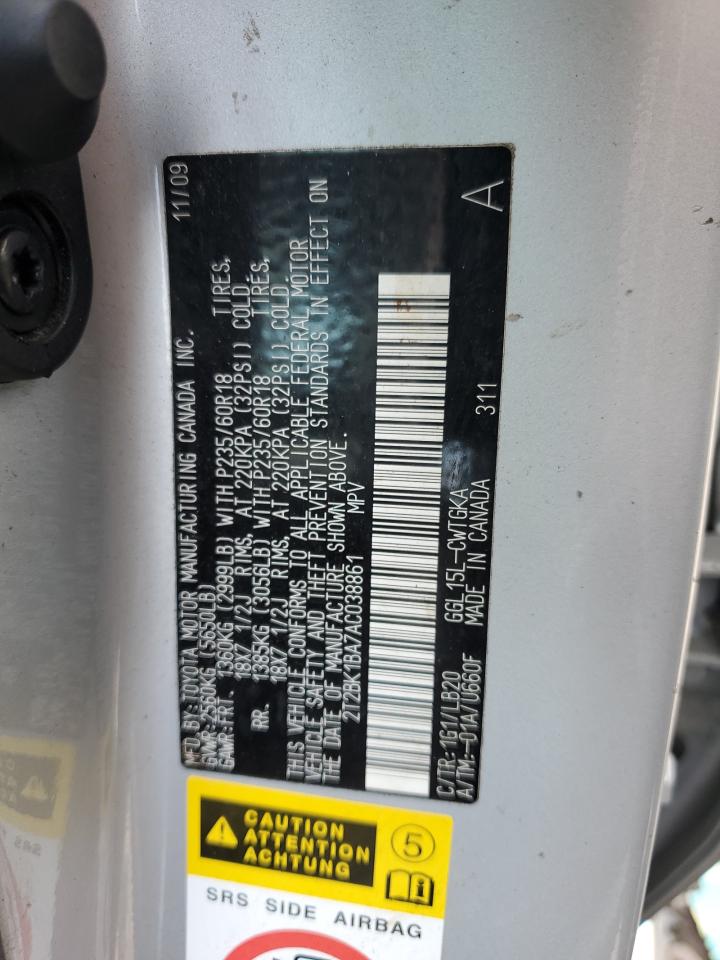 MFD.BY:TOYOTA MOTOR MANUFACTURING CANADA INC. 11/09
GVWR:2560KG (5650LB)
GAWR:FRT. 1360KG (2999LB) WITH P235/60R18 TIRES,
18X7 1/2J RIMS, AT 220KPA (32PSI) COLD.
RR. 1385KG (3056LB) WITH P235/60R18 TIRES,
18X7 1/2J RIMS, AT 220KPA (32PSI) COLD.
THIS VEHICLE CONFORMS TO ALL APPLICABLE FEDERAL MOTOR
VEHICLE SAFETY AND THEFT PREVENTION STANDARDS IN EFFECT ON
THE DATE OF MANUFACTURE SHOWN ABOVE.
2T2BK1BA7AC038861 MPV
C/TR:1G1/LB20 GGL15L-CWTGKA
A/TM:-01A/U660F MADE IN CANADA 311 A
CAUTION
ATTENTION
ACHTUNG
5
SRS SIDE AIRBAG